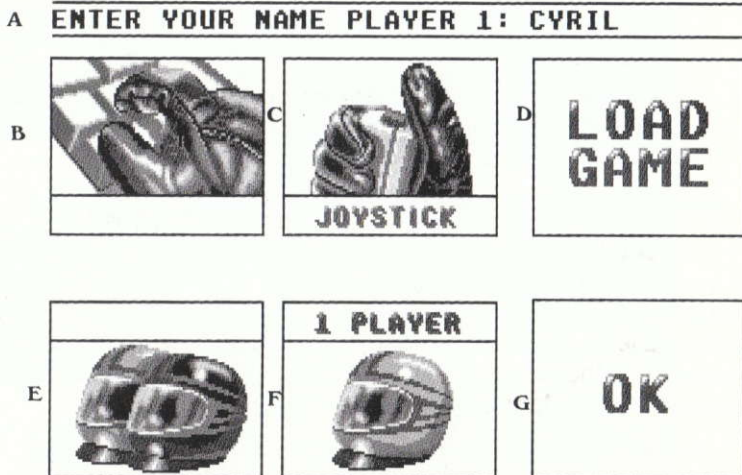 A ENTER YOUR NAME PLAYER 1: CYRIL
B
C
D
LOAD
GAME
JOYSTICK
E
1 PLAYER
F
G
OK